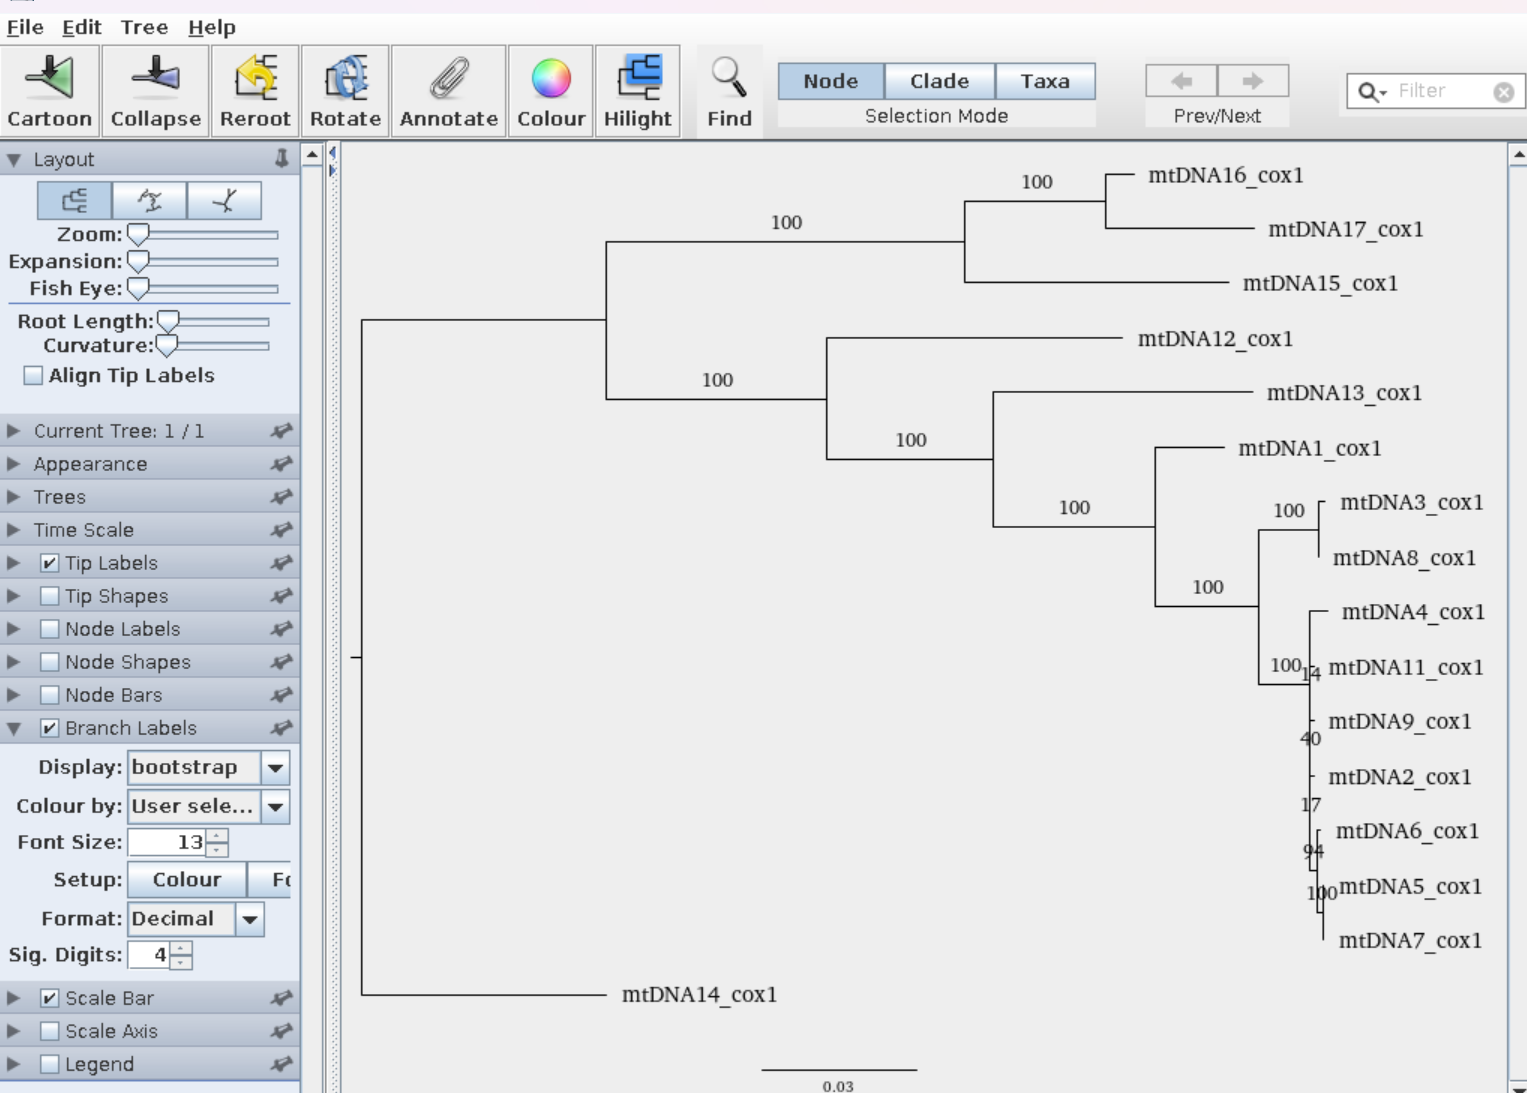 File Edit Tree Help
Cartoon Collapse Reroot Rotate Annotate Colour Hilight Find
Node Clade Taxa
Selection Mode
Prev/Next
Filter
Layout
Zoom:
Expansion:
Fish Eye:
Root Length:
Curvature:
Align Tip Labels
Current Tree: 1 / 1
Appearance
Trees
Time Scale
Tip Labels
Tip Shapes
Node Labels
Node Shapes
Node Bars
Branch Labels
Display: bootstrap
Colour by: User sele...
Font Size: 13
Setup: Colour
Format: Decimal
Sig. Digits: 4
Scale Bar
Scale Axis
Legend
mtDNA16_cox1
100
100
mtDNA17_cox1
mtDNA15_cox1
mtDNA12_cox1
100
mtDNA13_cox1
100
mtDNA1_cox1
100
mtDNA3_cox1
100
mtDNA8_cox1
100
mtDNA4_cox1
100
14
mtDNA11_cox1
mtDNA9_cox1
40
mtDNA2_cox1
17
mtDNA6_cox1
94
100
mtDNA5_cox1
mtDNA7_cox1
mtDNA14_cox1
0.03